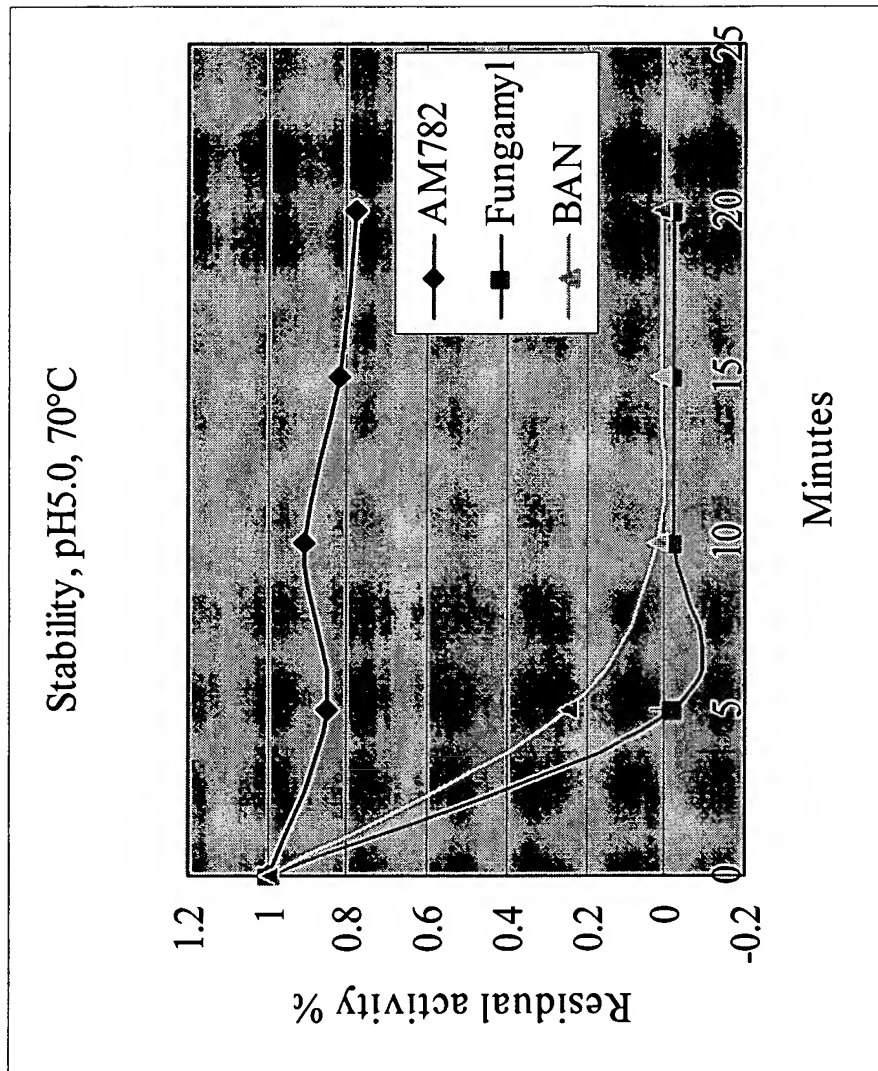 Stability, pH5.0, 70°C
Residual activity %
1.2
1
0.8
0.6
0.4
0.2
0
-0.2
0
5
10
15
20
25
Minutes
AM782
Fungamyl
BAN